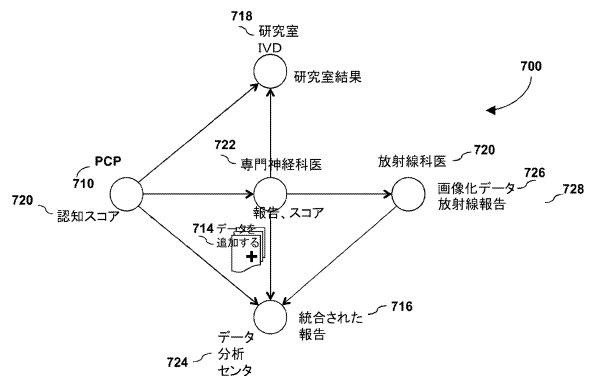 718
研究室
IVD
研究室結果
700
722
専門神経科医
放射線科医
720
PCP
710
720
認知スコア
報告、スコア
画像化データ
726
放射線報告
728
714
データを
追加する
+
統合された
報告
716
データ
分析
センタ
724